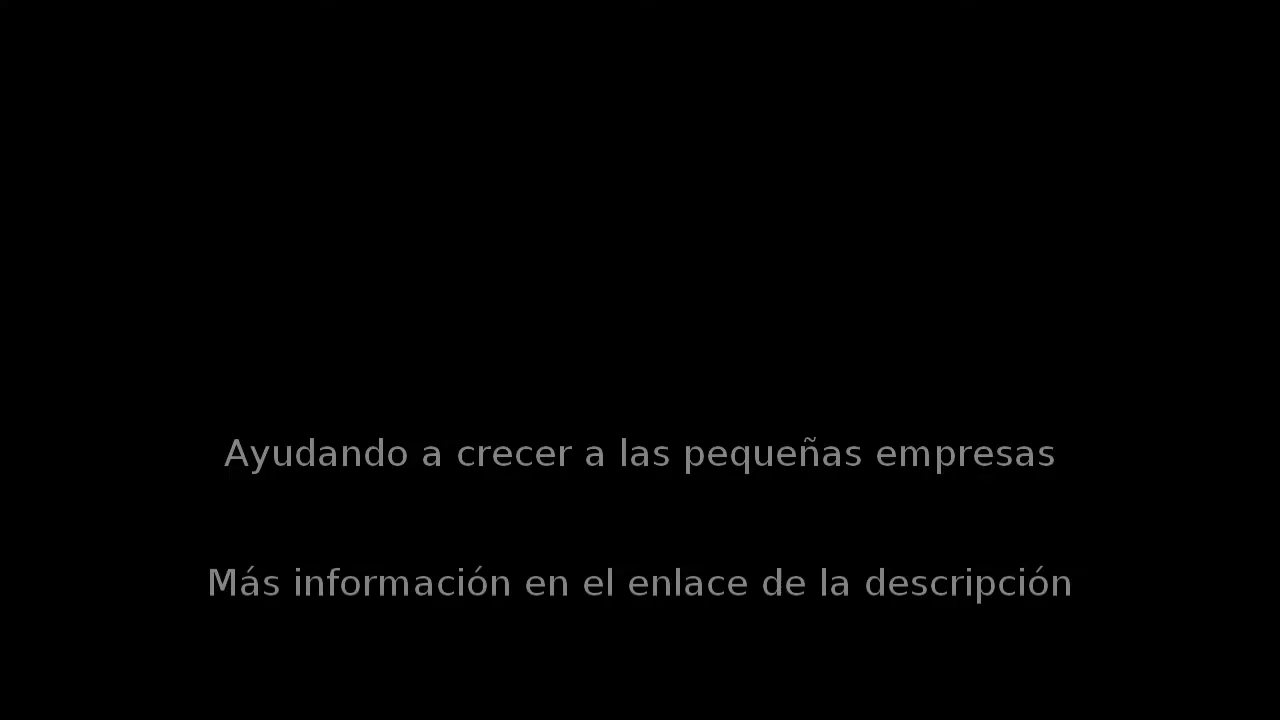 Ayudando a crecer a las pequeñas empresas
Más información en el enlace de la descripción